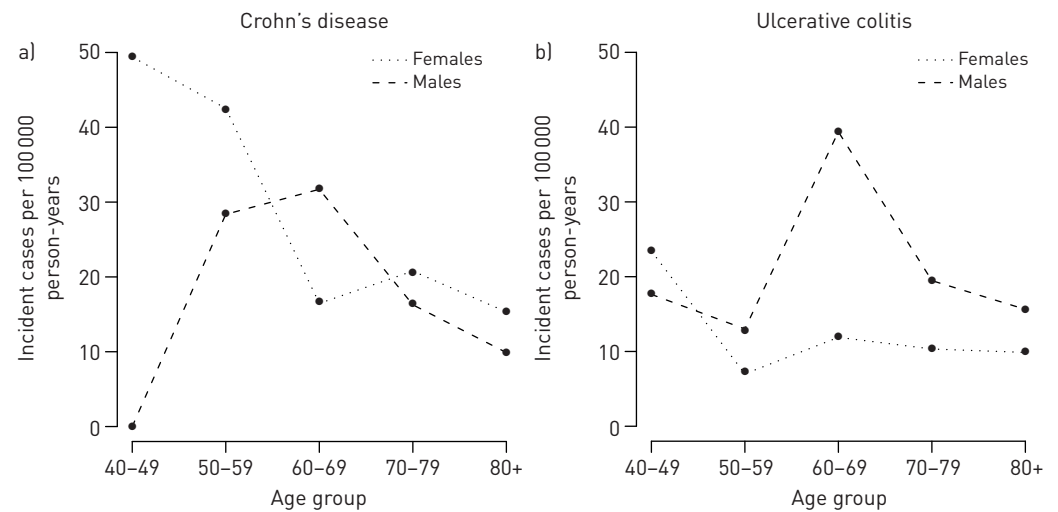 Crohn’s disease
a)
50
40
30
20
10
0
Incident cases per 100 000
person-years
Females
Males
40–49 50–59 60–69 70–79 80+
Age group
Ulcerative colitis
b)
50
40
30
20
10
0
Incident cases per 100 000
person-years
Females
Males
40–49 50–59 60–69 70–79 80+
Age group